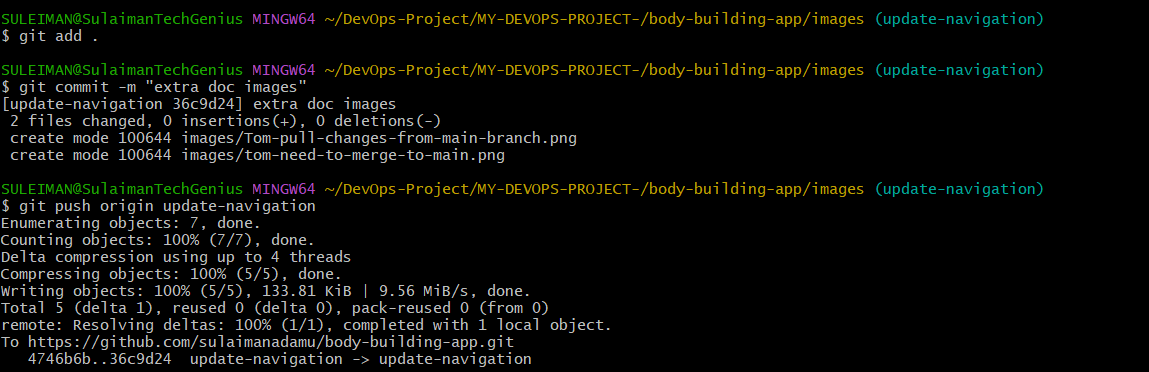 SULEIMAN@SulaimanTechGenius MINGW64 ~/DevOps-Project/MY-DEVOPS-PROJECT-/body-building-app/images (update-navigation)
$ git add .
SULEIMAN@SulaimanTechGenius MINGW64 ~/DevOps-Project/MY-DEVOPS-PROJECT-/body-building-app/images (update-navigation)
$ git commit -m "extra doc images"
[update-navigation 36c9d24] extra doc images
2 files changed, 0 insertions(+), 0 deletions(-)
create mode 100644 images/Tom-pull-changes-from-main-branch.png
create mode 100644 images/tom-need-to-merge-to-main.png
SULEIMAN@SulaimanTechGenius MINGW64 ~/DevOps-Project/MY-DEVOPS-PROJECT-/body-building-app/images (update-navigation)
$ git push origin update-navigation
Enumerating objects: 7, done.
Counting objects: 100% (7/7), done.
Delta compression using up to 4 threads
Compressing objects: 100% (5/5), done.
Writing objects: 100% (5/5), 133.81 KiB | 9.56 MiB/s, done.
Total 5 (delta 1), reused 0 (delta 0), pack-reused 0 (from 0)
remote: Resolving deltas: 100% (1/1), completed with 1 local object.
To https://github.com/sulaimanadamu/body-building-app.git
4746b6b..36c9d24  update-navigation -> update-navigation